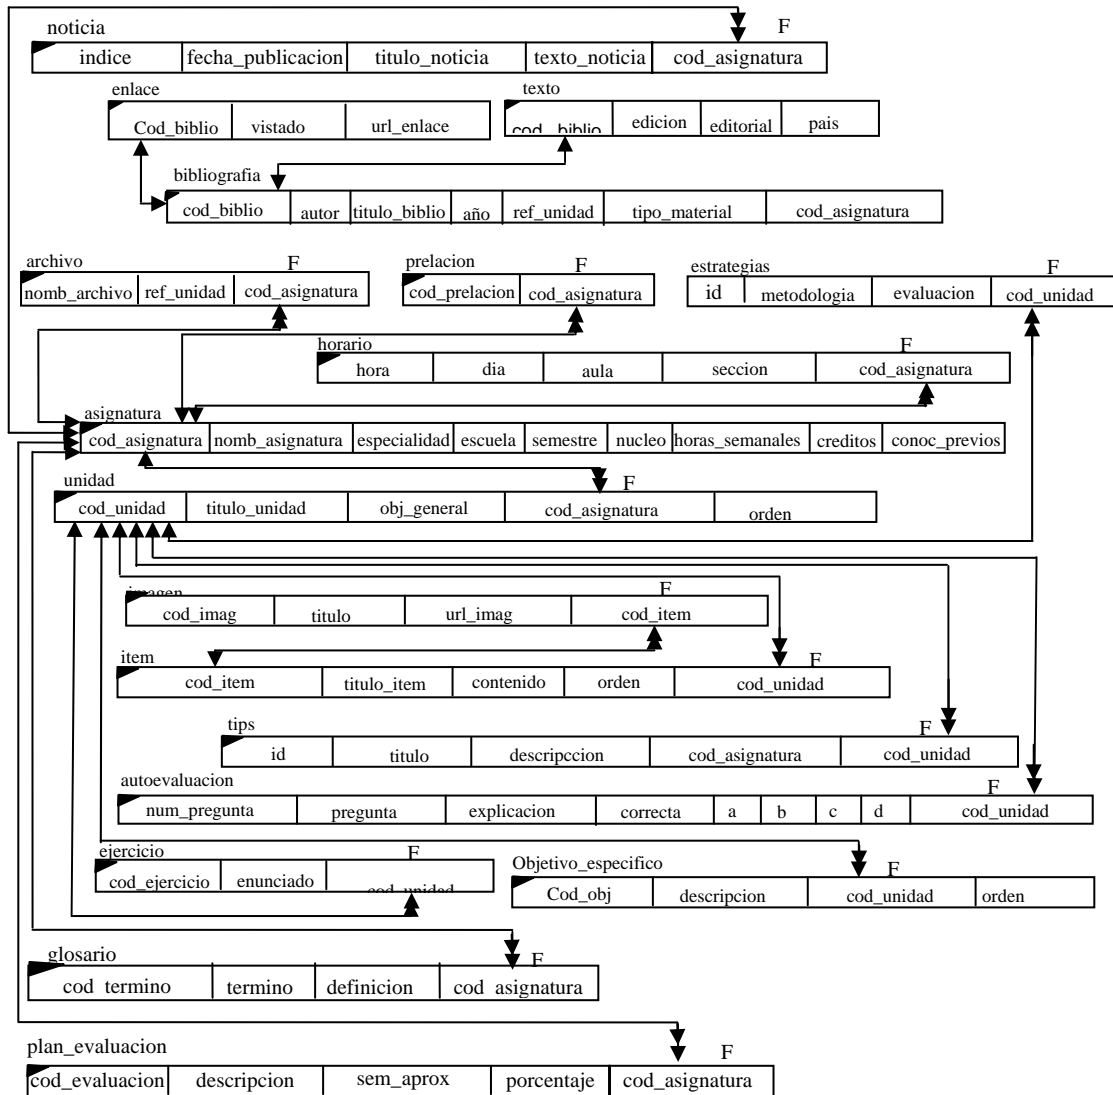 noticia F
indice fecha_publicacion titulo_noticia texto_noticia cod_asignatura
enlace texto
Cod_biblio vistado url_enlace cod_biblio edicion editorial pais
bibliografia
cod_biblio autor titulo_biblio año ref_unidad tipo_material cod_asignatura
archivo F prelacion F estrategias F
nomb_archivo ref_unidad cod_asignatura cod_prelacion cod_asignatura id metodologia evaluacion cod_unidad
horario F
hora dia aula seccion cod_asignatura
asignatura
cod_asignatura nomb_asignatura especialidad escuela semestre nucleo horas_semanales creditos conoc_previos
unidad F
cod_unidad titulo_unidad obj_general cod_asignatura orden
imagen F
cod_imag titulo url_imag cod_item
item F
cod_item titulo_item contenido orden cod_unidad
tips F
id titulo descripccion cod_asignatura cod_unidad
autoevaluacion F
num_pregunta pregunta explicacion correcta a b c d cod_unidad
ejercicio F Objetivo_especifico F
cod_ejercicio enunciado cod_unidad Cod_obj descripcion cod_unidad orden
glosario F
cod_termino termino definicion cod_asignatura
plan_evaluacion F
cod_evaluacion descripcion sem_aprox porcentaje cod_asignatura